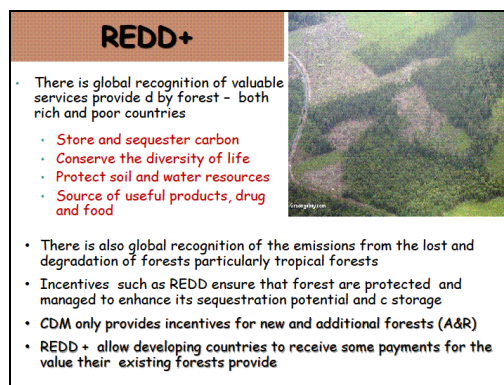 REDD+
There is global recognition of valuable
services provide d by forest – both
rich and poor countries
Store and sequester carbon
Conserve the diversity of life
Protect soil and water resources
Source of useful products, drug
and food
There is also global recognition of the emissions from the lost and
degradation of forests particularly tropical forests
Incentives such as REDD ensure that forest are protected and
managed to enhance its sequestration potential and c storage
CDM only provides incentives for new and additional forests (A&R)
REDD + allow developing countries to receive some payments for the
value their existing forests provide